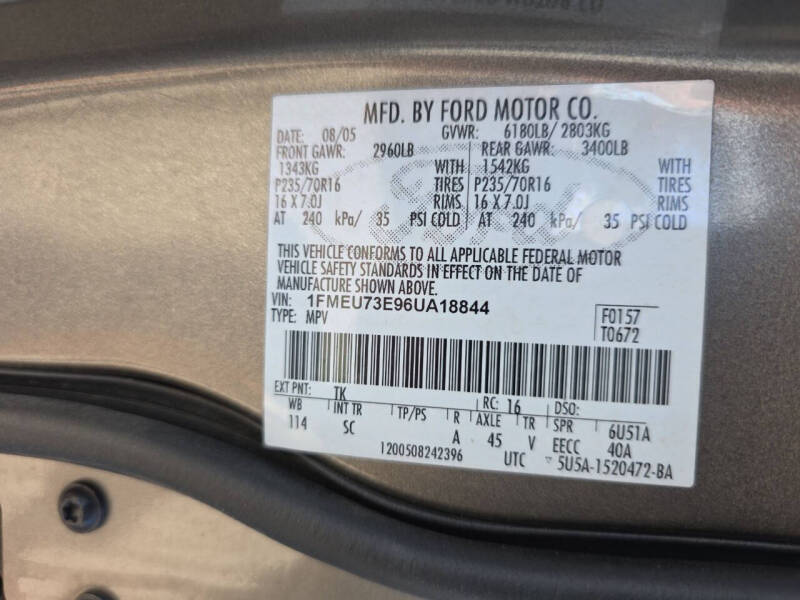 MFD. BY FORD MOTOR CO.
DATE: 08/05 GVWR: 6180LB/ 2803KG
FRONT GAWR: 2960LB REAR GAWR: 3400LB
1343KG WITH 1542KG WITH
P235/70R16 TIRES P235/70R16 TIRES
16 X 7.0J RIMS 16 X 7.0J RIMS
AT 240 kPa/ 35 PSI COLD AT 240 kPa/ 35 PSI COLD
THIS VEHICLE CONFORMS TO ALL APPLICABLE FEDERAL MOTOR
VEHICLE SAFETY STANDARDS IN EFFECT ON THE DATE OF
MANUFACTURE SHOWN ABOVE.
VIN: 1FMEU73E96UA18844 F0157
TYPE: MPV T0672
EXT PNT: TK RC: 16 DSO:
WB INT TR TP/PS R AXLE TR SPR 6U51A
114 SC A 45 V EECC 40A
1200508242396 UTC 5U5A-1520472-BA